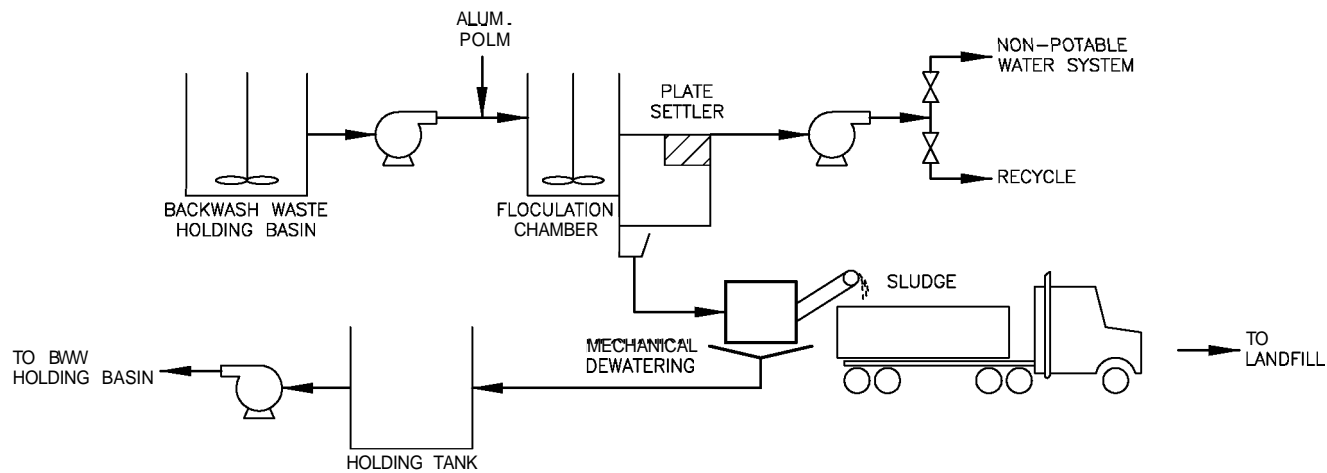 ALUM.
POLM
NON-POTABLE
WATER SYSTEM
PLATE
SETTLER
RECYCLE
BACKWASH WASTE
HOLDING BASIN
FLOCULATION
CHAMBER
SLUDGE
MECHANICAL
DEWATERING
TO BWW
HOLDING BASIN
TO
LANDFILL
HOLDING TANK